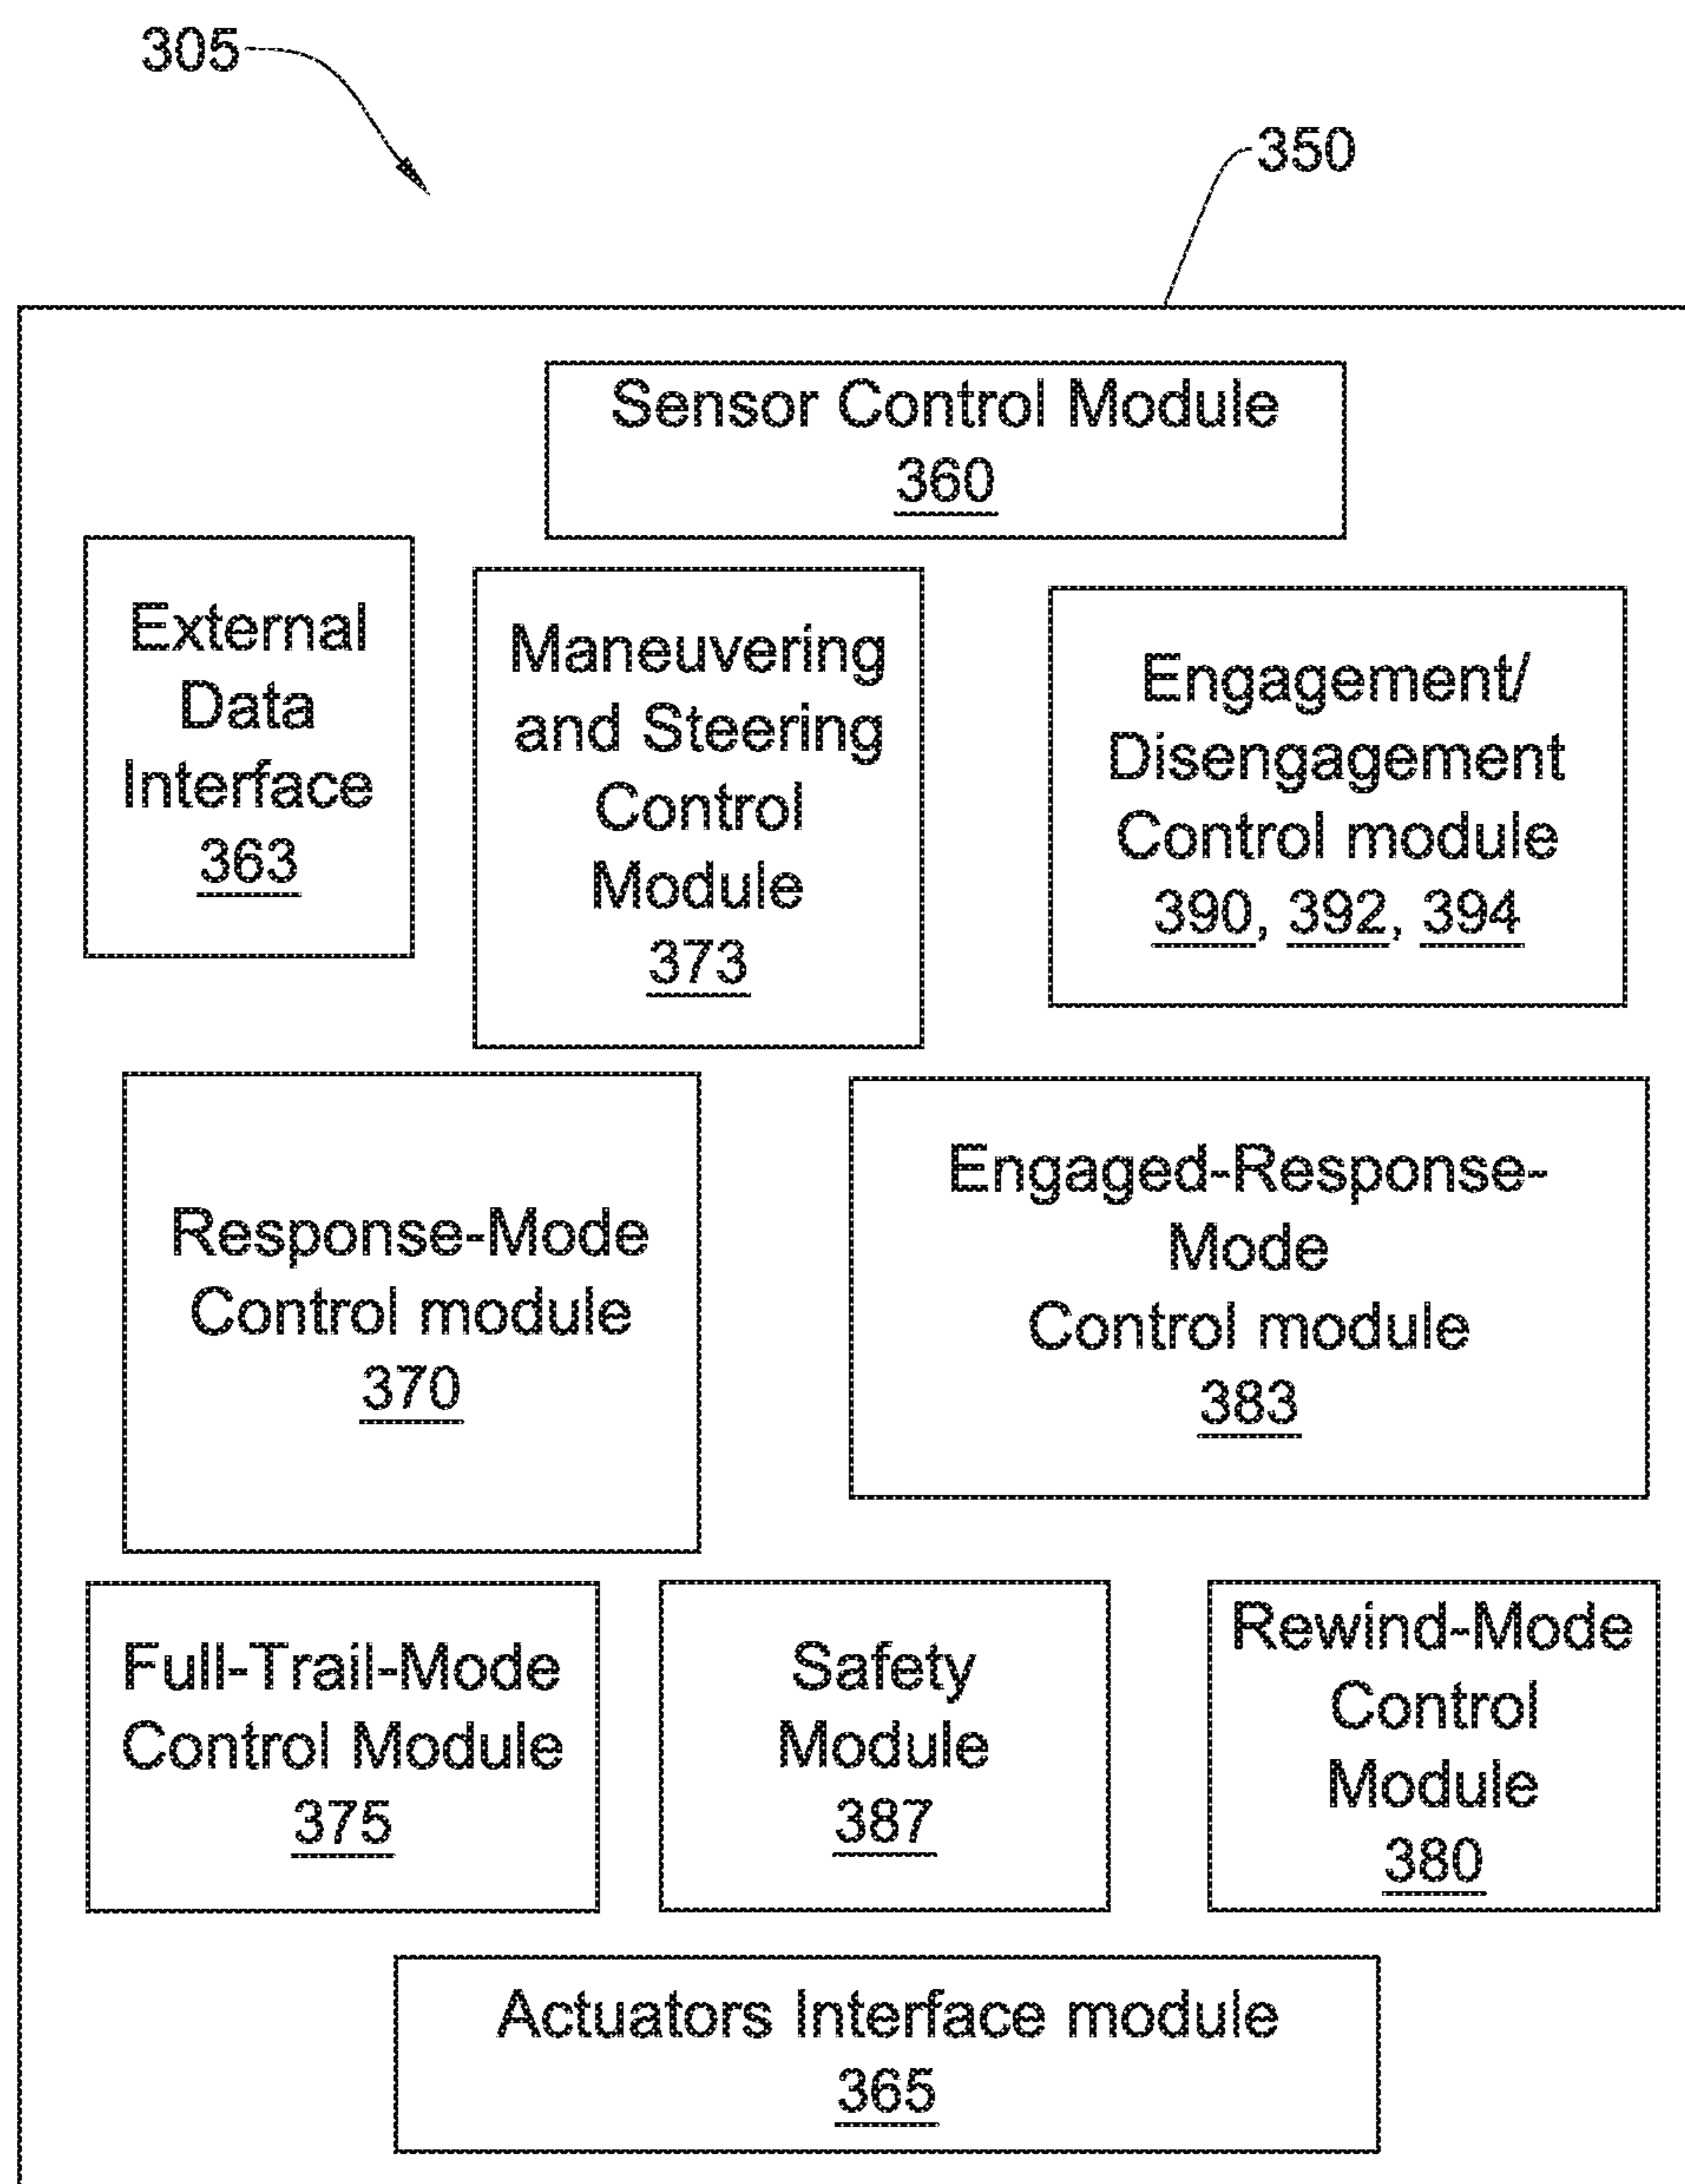 305
350
Sensor Control Module
360
External
Data
Interface
363
Maneuvering
and Steering
Control
Module
373
Engagement/
Disengagement
Control module
390, 392, 394
Response-Mode
Control module
370
Engaged-Response-
Mode
Control module
383
Full-Trail-Mode
Control Module
375
Safety
Module
387
Rewind-Mode
Control
Module
380
Actuators Interface module
365